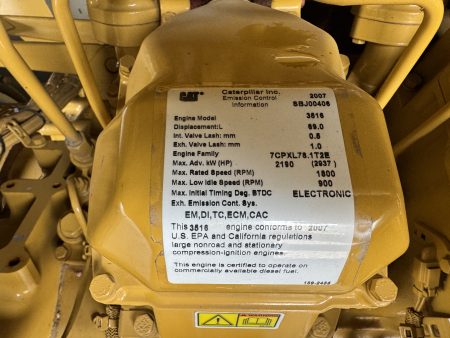 CAT Caterpillar Inc. 2007
Emission Control SBJ00406
Information
Engine Model 3516
Displacement:L 69.0
Int. Valve Lash: mm 0.5
Exh. Valve Lash: mm 1.0
Engine Family 7CPXL78.1T2E
Max. Adv. kW (HP) 2190 (2937)
Max. Rated Speed (RPM) 1800
Max. Low Idle Speed (RPM) 900
Max. Initial Timing Deg. BTDC ELECTRONIC
Exh. Emission Cont. Sys.
EM,DI,TC,ECM,CAC
This 3516 engine conforms to 2007
U.S. EPA and California regulations
large nonroad and stationary
compression-ignition engines.
This engine is certified to operate on
commercially available diesel fuel.